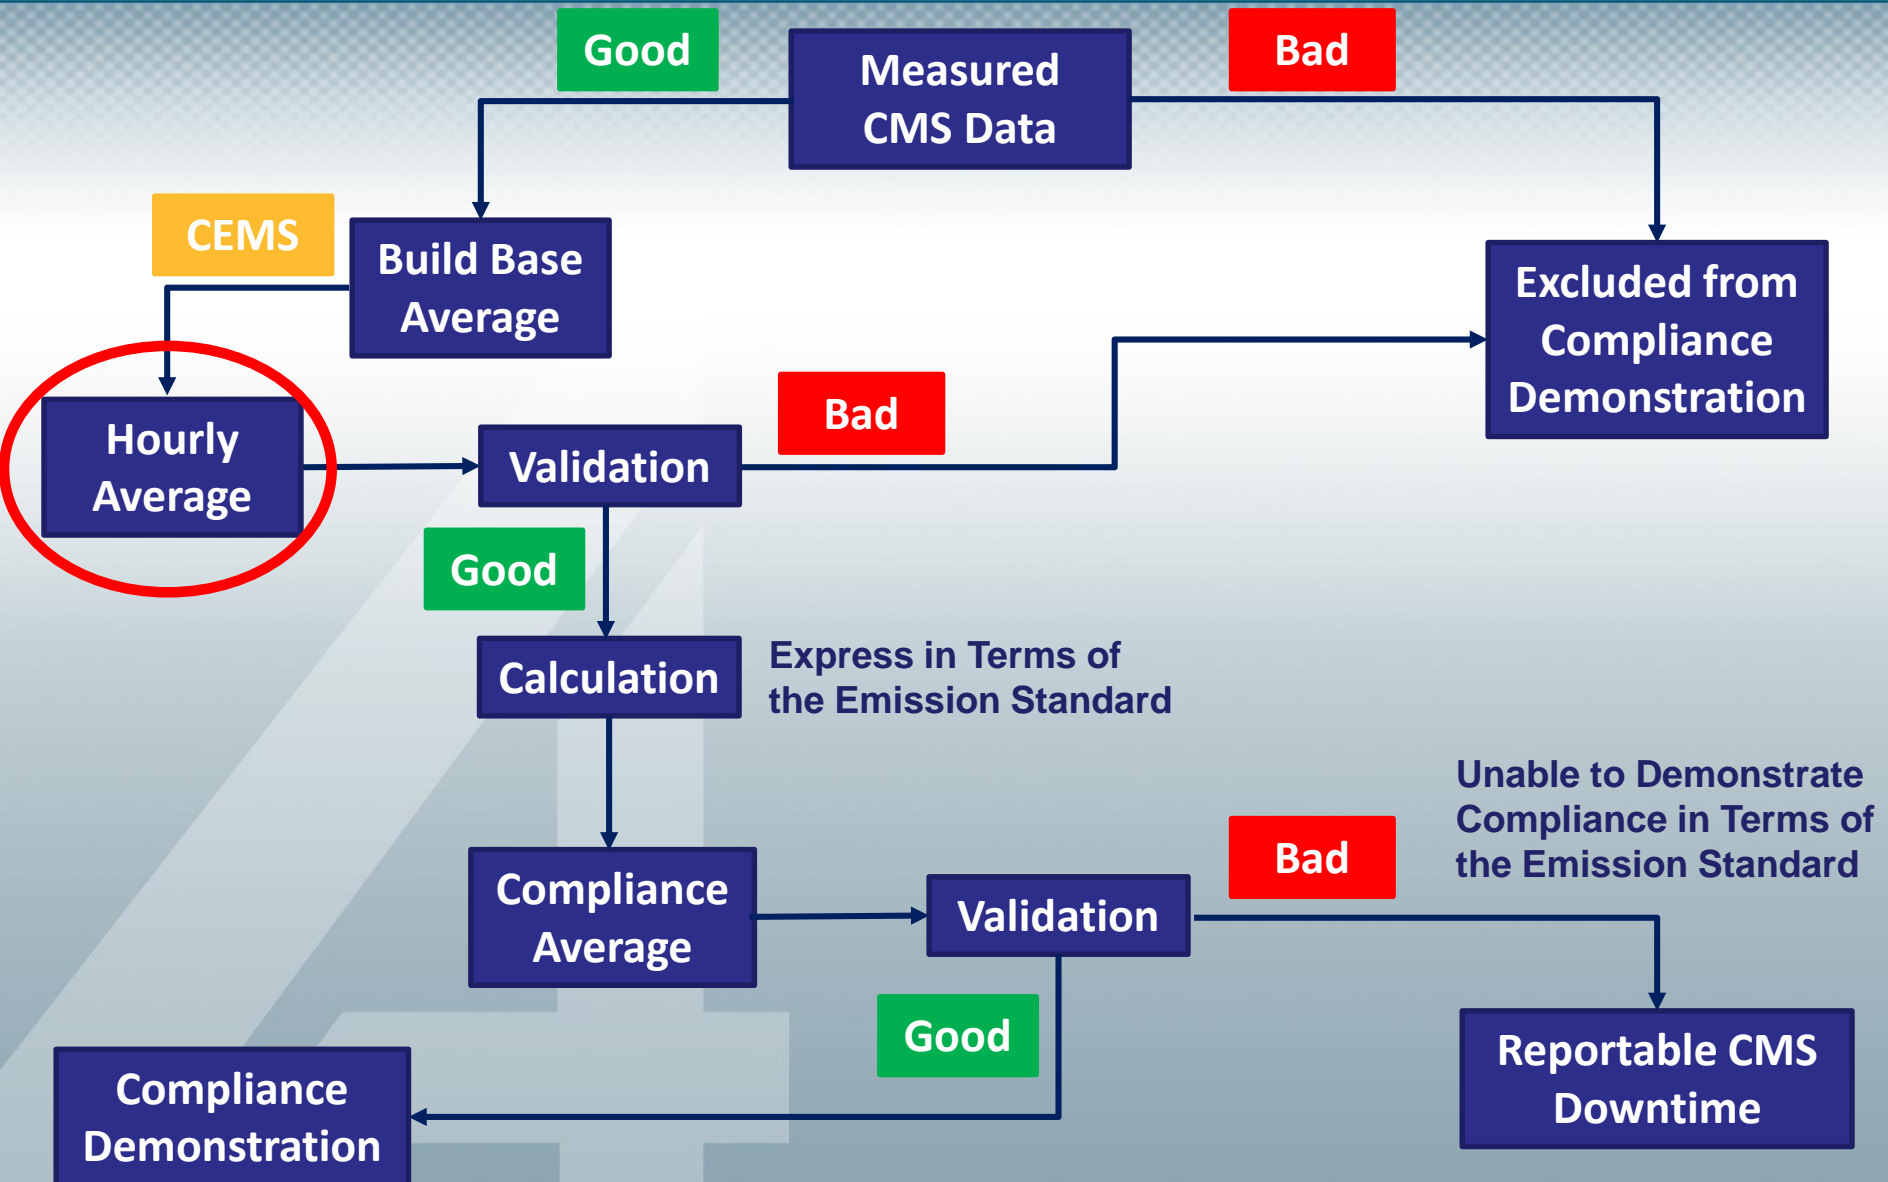 Good
Measured
CMS Data
Bad
CEMS
Build Base
Average
Excluded from
Compliance
Demonstration
Hourly
Average
Validation
Bad
Good
Calculation
Express in Terms of
the Emission Standard
Compliance
Average
Validation
Bad
Unable to Demonstrate
Compliance in Terms of
the Emission Standard
Good
Compliance
Demonstration
Reportable CMS
Downtime